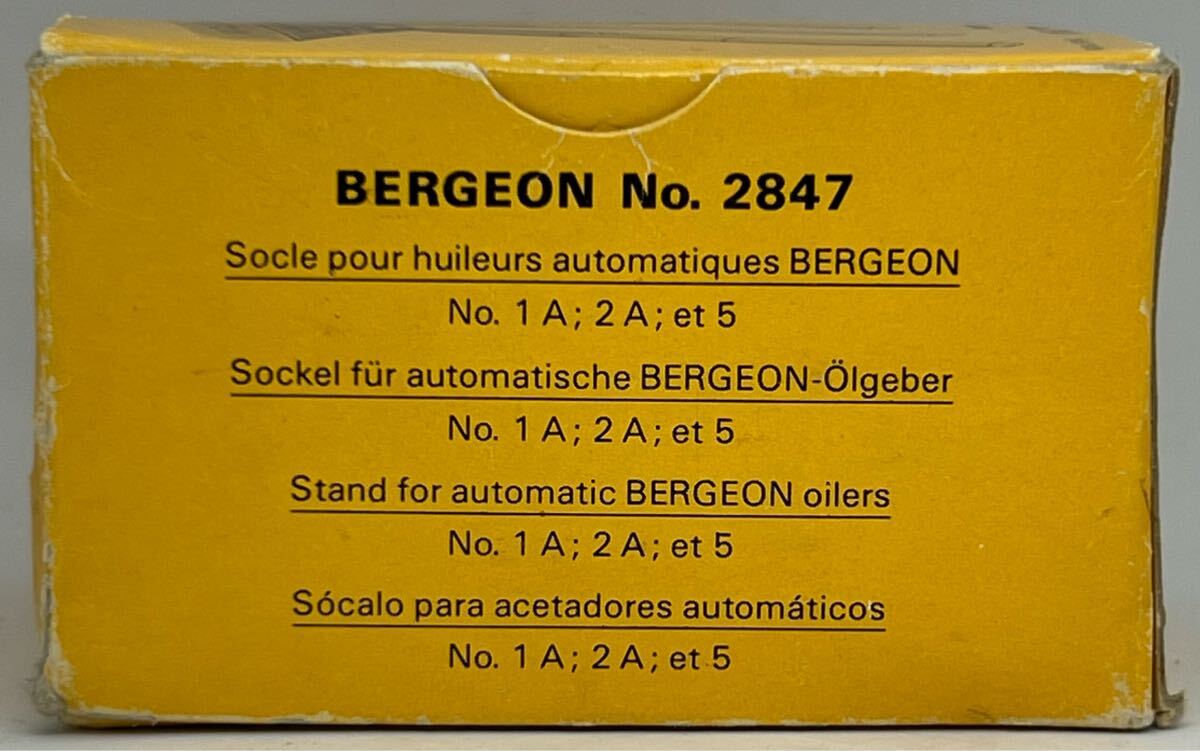 BERGEON No. 2847
Socle pour huileurs automatiques BERGEON
No. 1 A; 2 A; et 5
Sockel für automatische BERGEON-Ölgeber
No. 1 A; 2 A; et 5
Stand for automatic BERGEON oilers
No. 1 A; 2 A; et 5
Sócalo para acetadores automáticos
No. 1 A; 2 A; et 5